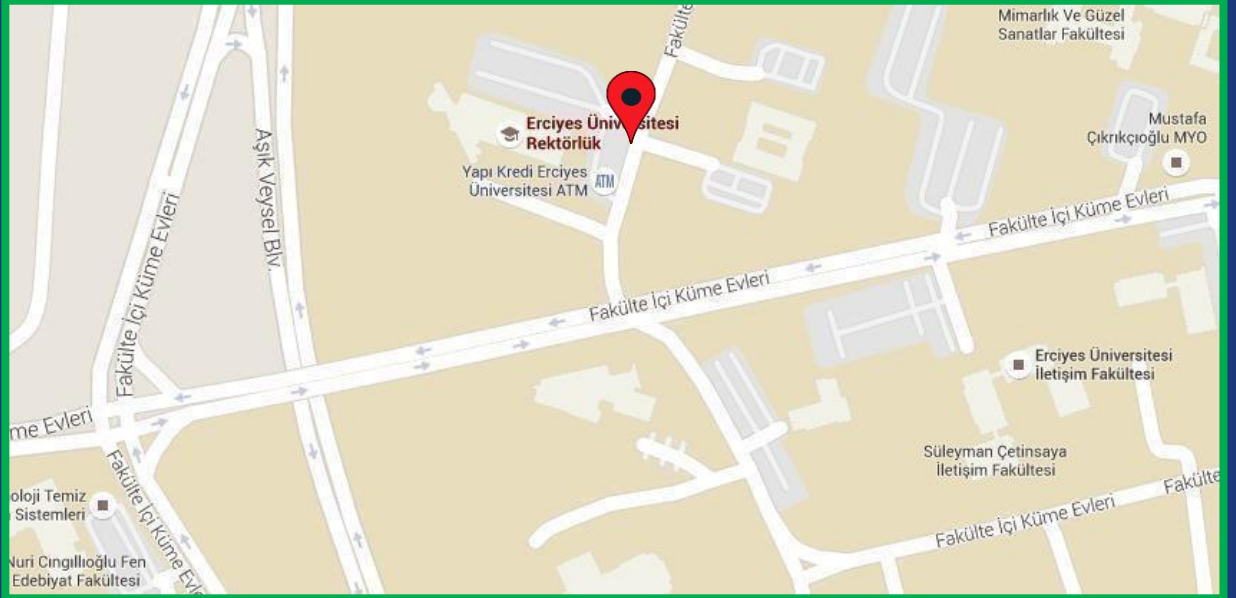 Fakülte
Mimarlık Ve Güzel
Sanatlar Fakültesi
Mustafa
Çıkrıkçıoğlu MYO
Erciyes Üniversitesi
Rektörlük
Yapı Kredi Erciyes
Üniversitesi ATM
ATM
Aşık Veysel Blv.
Fakülte İçi Küme Evleri
Fakülte İçi Küme Evleri
Fakülte İçi Küme Evleri
Erciyes Üniversitesi
İletişim Fakültesi
me Evleri
Süleyman Çetinsaya
İletişim Fakültesi
Fakülte
Fakülte İçi Küme Evleri
Fakülte İçi Küme Evle
oloji Temiz
Sistemleri
Nuri Cıngıllıoğlu Fen
Edebiyat Fakültesi